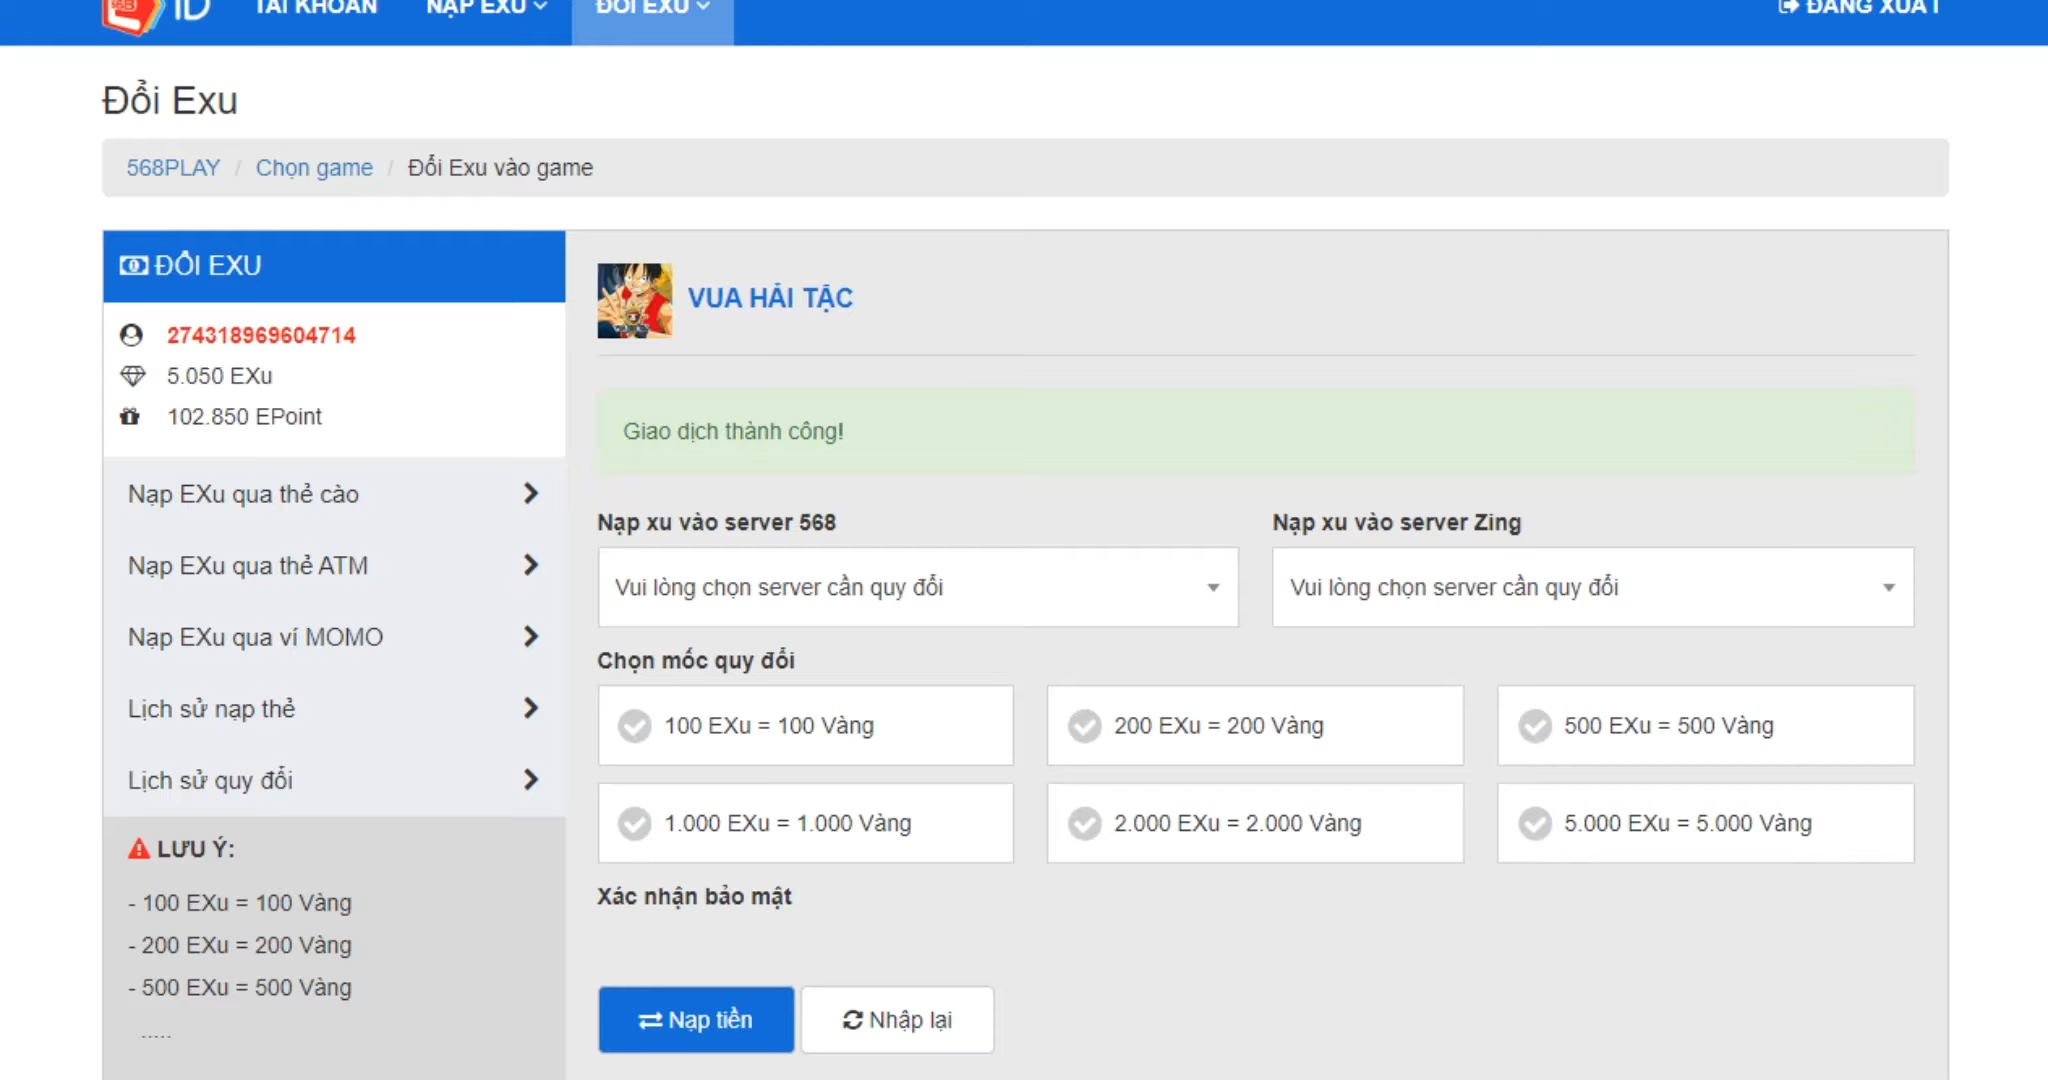 568 ID TÀI KHOẢN NẠP EXU ĐỔI EXU ĐĂNG XUẤT
Đổi Exu
568PLAY / Chọn game / Đổi Exu vào game
ĐỔI EXU
274318969604714
5.050 EXu
102.850 EPoint
Nạp EXu qua thẻ cào
Nạp EXu qua thẻ ATM
Nạp EXu qua ví MOMO
Lịch sử nạp thẻ
Lịch sử quy đổi
LƯU Ý:
- 100 EXu = 100 Vàng
- 200 EXu = 200 Vàng
- 500 EXu = 500 Vàng
.....
VUA HẢI TẶC
Giao dịch thành công!
Nạp xu vào server 568
Vui lòng chọn server cần quy đổi
Nạp xu vào server Zing
Vui lòng chọn server cần quy đổi
Chọn mốc quy đổi
100 EXu = 100 Vàng
200 EXu = 200 Vàng
500 EXu = 500 Vàng
1.000 EXu = 1.000 Vàng
2.000 EXu = 2.000 Vàng
5.000 EXu = 5.000 Vàng
Xác nhận bảo mật
Nạp tiền
Nhập lại